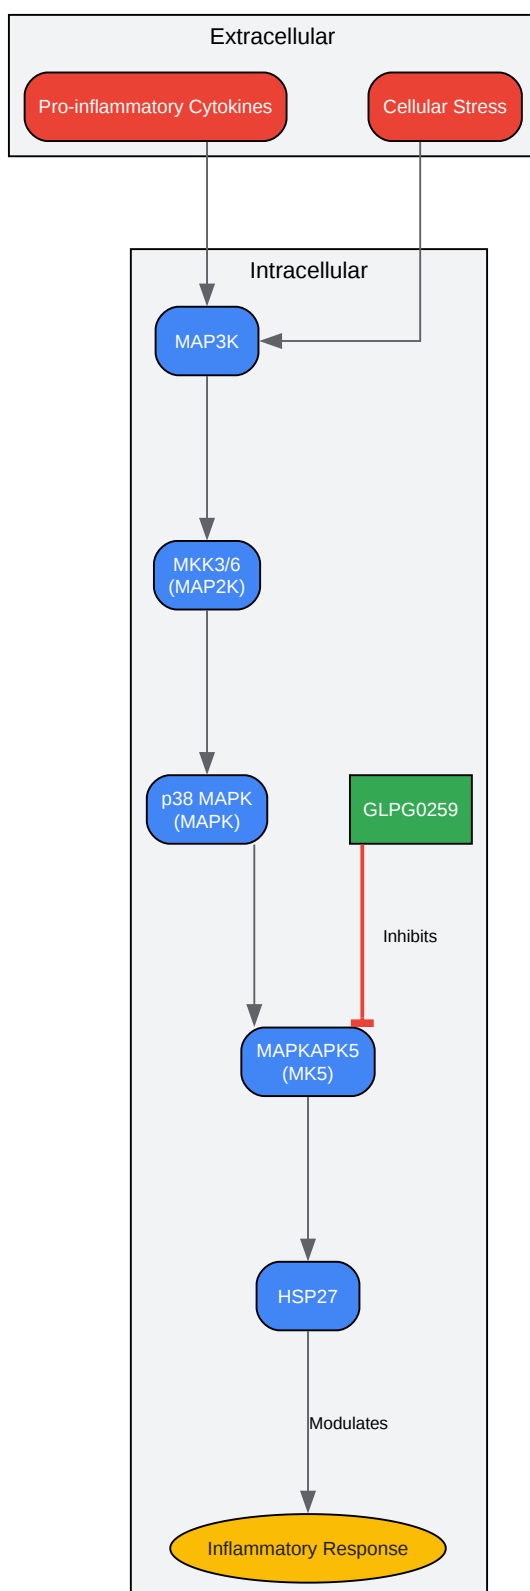 Extracellular
Pro-inflammatory Cytokines
Cellular Stress
Intracellular
MAP3K
MKK3/6
(MAP2K)
p38 MAPK
(MAPK)
GLPG0259
Inhibits
MAPKAPK5
(MK5)
HSP27
Modulates
Inflammatory Response